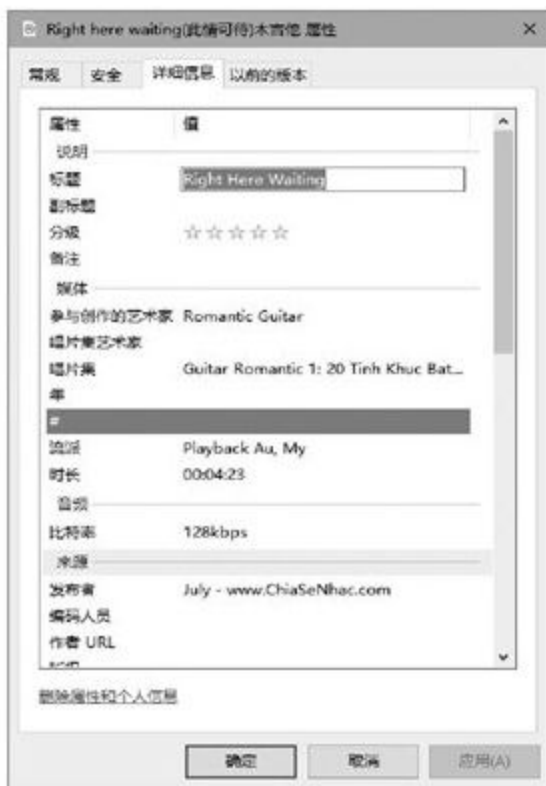 Right here waiting(此情可待)木吉他 属性
常规 安全 详细信息 以前的版本
属性 值
说明
标题 Right Here Waiting
副标题
分级 ☆☆☆☆☆
备注
媒体
参与创作的艺术家 Romantic Guitar
唱片集艺术家
唱片集 Guitar Romantic 1: 20 Tinh Khuc Bat...
年
#
流派 Playback Au, My
时长 00:04:23
音频
比特率 128kbps
来源
发布者 July - www.ChiaSeNhac.com
编码人员
作者 URL
删除属性和个人信息
确定 取消 应用(A)